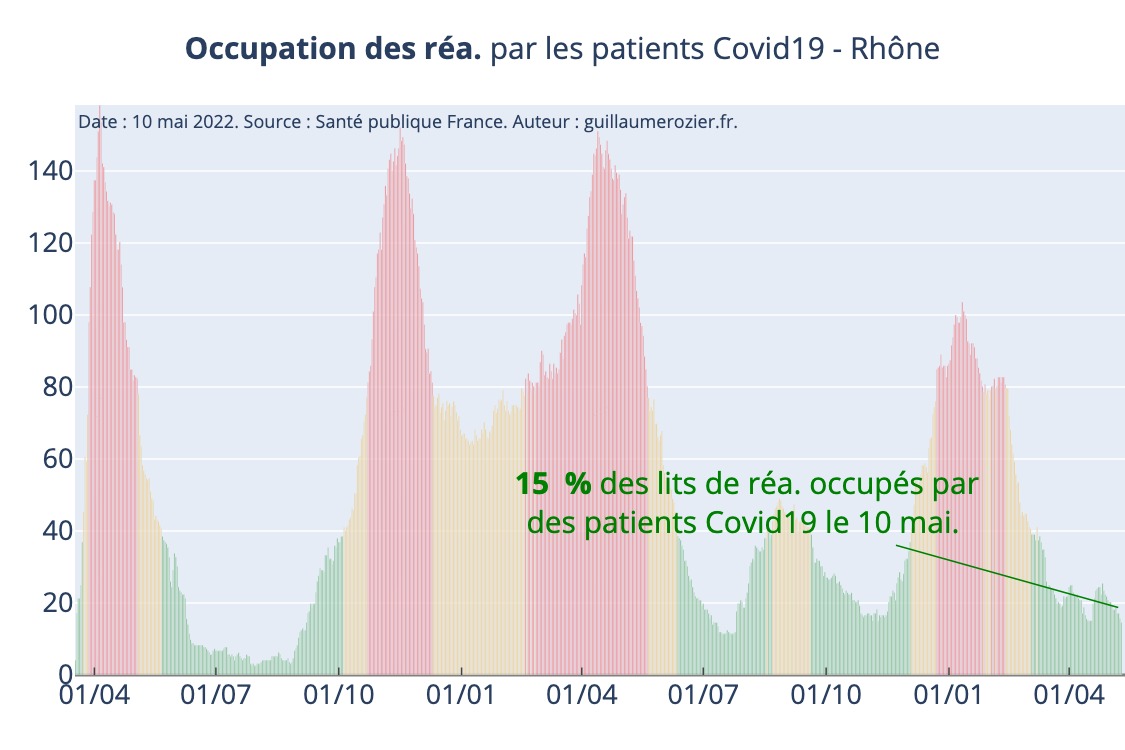 Occupation des réa. par les patients Covid19 - Rhône
Date : 10 mai 2022. Source : Santé publique France. Auteur : guillaumerozier.fr.
140
120
100
80
60
40
20
0
15 % des lits de réa. occupés par
des patients Covid19 le 10 mai.
01/04 01/07 01/10 01/01 01/04 01/07 01/10 01/01 01/04